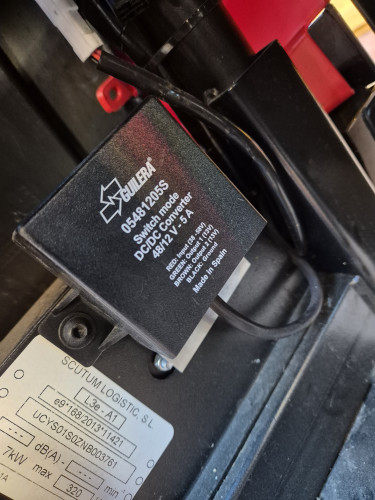 GUILERA®
05481205S
Switch mode
DC/DC Converter
48/12 V - 5 A
RED: Input (38 -58V)
GREEN: Output 1 (12V)
BROWN: Output 2 (12V)
BLACK: Ground
Made in Spain
SCUTUM LOGISTIC, S.L
L3e - A1
e9*168/2013*11421
UCYS01S0ZNB003761
--- dB(A) - --- min
7kW max 320